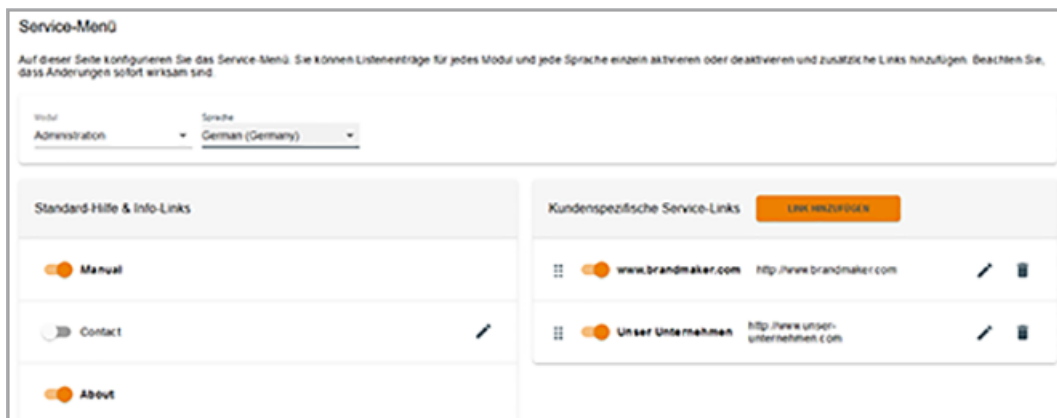 Service-Menü
Auf dieser Seite konfigurieren Sie das Service-Menü. Sie können Listeneinträge für jedes Modul und jede Sprache einzeln aktivieren oder deaktivieren und zusätzliche Links hinzufügen. Beachten Sie,
dass Änderungen sofort wirksam sind.
Modul
Sprache
Administration
German (Germany)
Standard-Hilfe & Info-Links
Manual
Contact
About
Kundenspezifische Service-Links
LINK HINZUFÜGEN
www.brandmaker.com http://www.brandmaker.com
Unser Unternehmen http://www.unser-
unternehmen.com